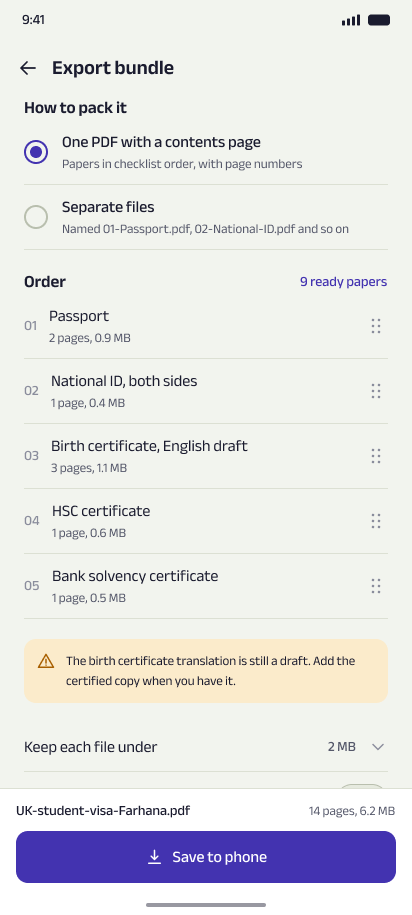 9:41
Export bundle
How to pack it
One PDF with a contents page
Papers in checklist order, with page numbers
Separate files
Named 01-Passport.pdf, 02-National-ID.pdf and so on
Order 9 ready papers
01 Passport
2 pages, 0.9 MB
02 National ID, both sides
1 page, 0.4 MB
03 Birth certificate, English draft
3 pages, 1.1 MB
04 HSC certificate
1 page, 0.6 MB
05 Bank solvency certificate
1 page, 0.5 MB
The birth certificate translation is still a draft. Add the
certified copy when you have it.
Keep each file under 2 MB
UK-student-visa-Farhana.pdf 14 pages, 6.2 MB
Save to phone